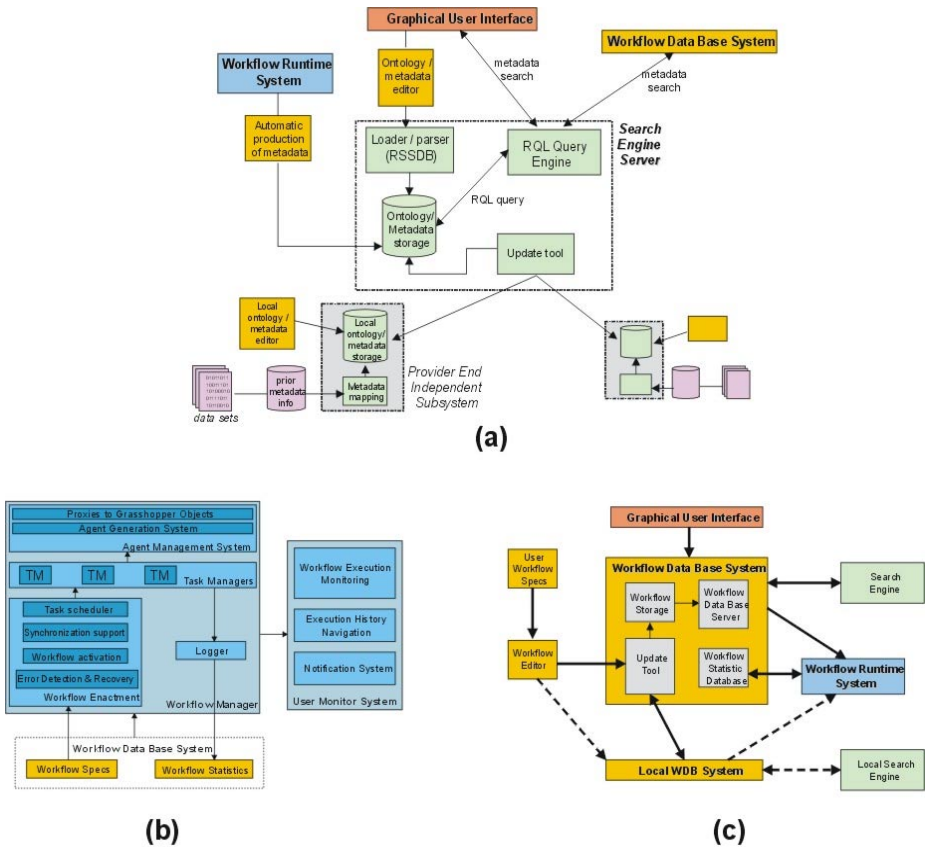 Graphical User Interface
Workflow Data Base System
Workflow Runtime
System
Ontology /
metadata
editor
metadata
search
metadata
search
Automatic
production
of metadata
Loader / parser
(RSSDB)
RQL Query
Engine
Search
Engine
Server
RQL query
Ontology/
Metadata
storage
Update tool
Local
ontology /
metadata
editor
Local
ontology/
metadata
storage
Provider End
Independent
Subsystem
prior
metadata
info
Metadata
mapping
data sets
(a)
Proxies to Grasshopper Objects
Agent Generation System
Agent Management System
TM
TM
TM
Task Managers
Task scheduler
Synchronization support
Workflow activation
Error Detection & Recovery
Workflow Enactment
Logger
Workflow Manager
Workflow Execution
Monitoring
Execution History
Navigation
Notification System
User Monitor System
Workflow Data Base System
Workflow Specs
Workflow Statistics
(b)
Graphical User Interface
User
Workflow
Specs
Workflow Data Base System
Workflow
Storage
Workflow
Data Base
Server
Search
Engine
Workflow
Editor
Update
Tool
Workflow
Statistic
Database
Workflow Runtime
System
Local WDB System
Local Search
Engine
(c)